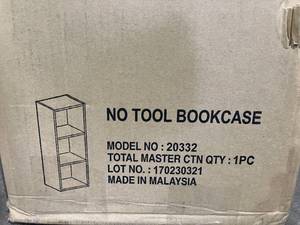 NO TOOL BOOKCASE
MODEL NO : 20332
TOTAL MASTER CTN QTY : 1PC
LOT NO. : 170230321
MADE IN MALAYSIA